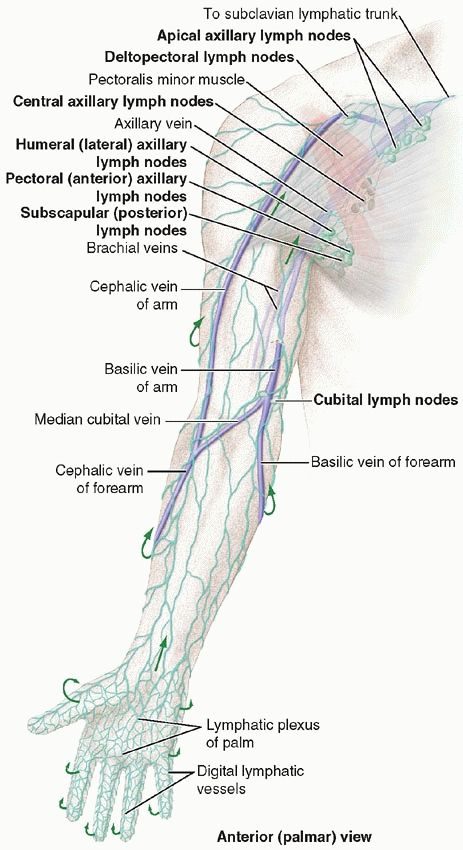 To subclavian lymphatic trunk
Apical axillary lymph nodes
Deltopectoral lymph nodes
Pectoralis minor muscle
Central axillary lymph nodes
Axillary vein
Humeral (lateral) axillary
lymph nodes
Pectoral (anterior) axillary
lymph nodes
Subscapular (posterior)
lymph nodes
Brachial veins
Cephalic vein
of arm
Basilic vein
of arm
Cubital lymph nodes
Median cubital vein
Cephalic vein
of forearm
Basilic vein of forearm
Lymphatic plexus
of palm
Digital lymphatic
vessels
Anterior (palmar) view